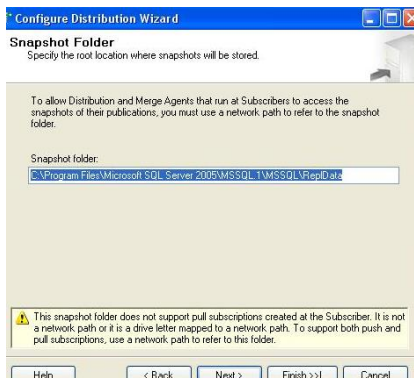 Configure Distribution Wizard
Snapshot Folder
Specify the root location where snapshots will be stored.
To allow Distribution and Merge Agents that run at Subscribers to access the
snapshots of their publications, you must use a network path to refer to the snapshot
folder.
Snapshot folder:
C:\Program Files\Microsoft SQL Server 2005\MSSQL.1\MSSQL\ReplData
This snapshot folder does not support pull subscriptions created at the Subscriber. It is not
a network path or it is a drive letter mapped to a network path. To support both push and
pull subscriptions, use a network path to refer to this folder.
Help < Back Next > Finish >>| Cancel